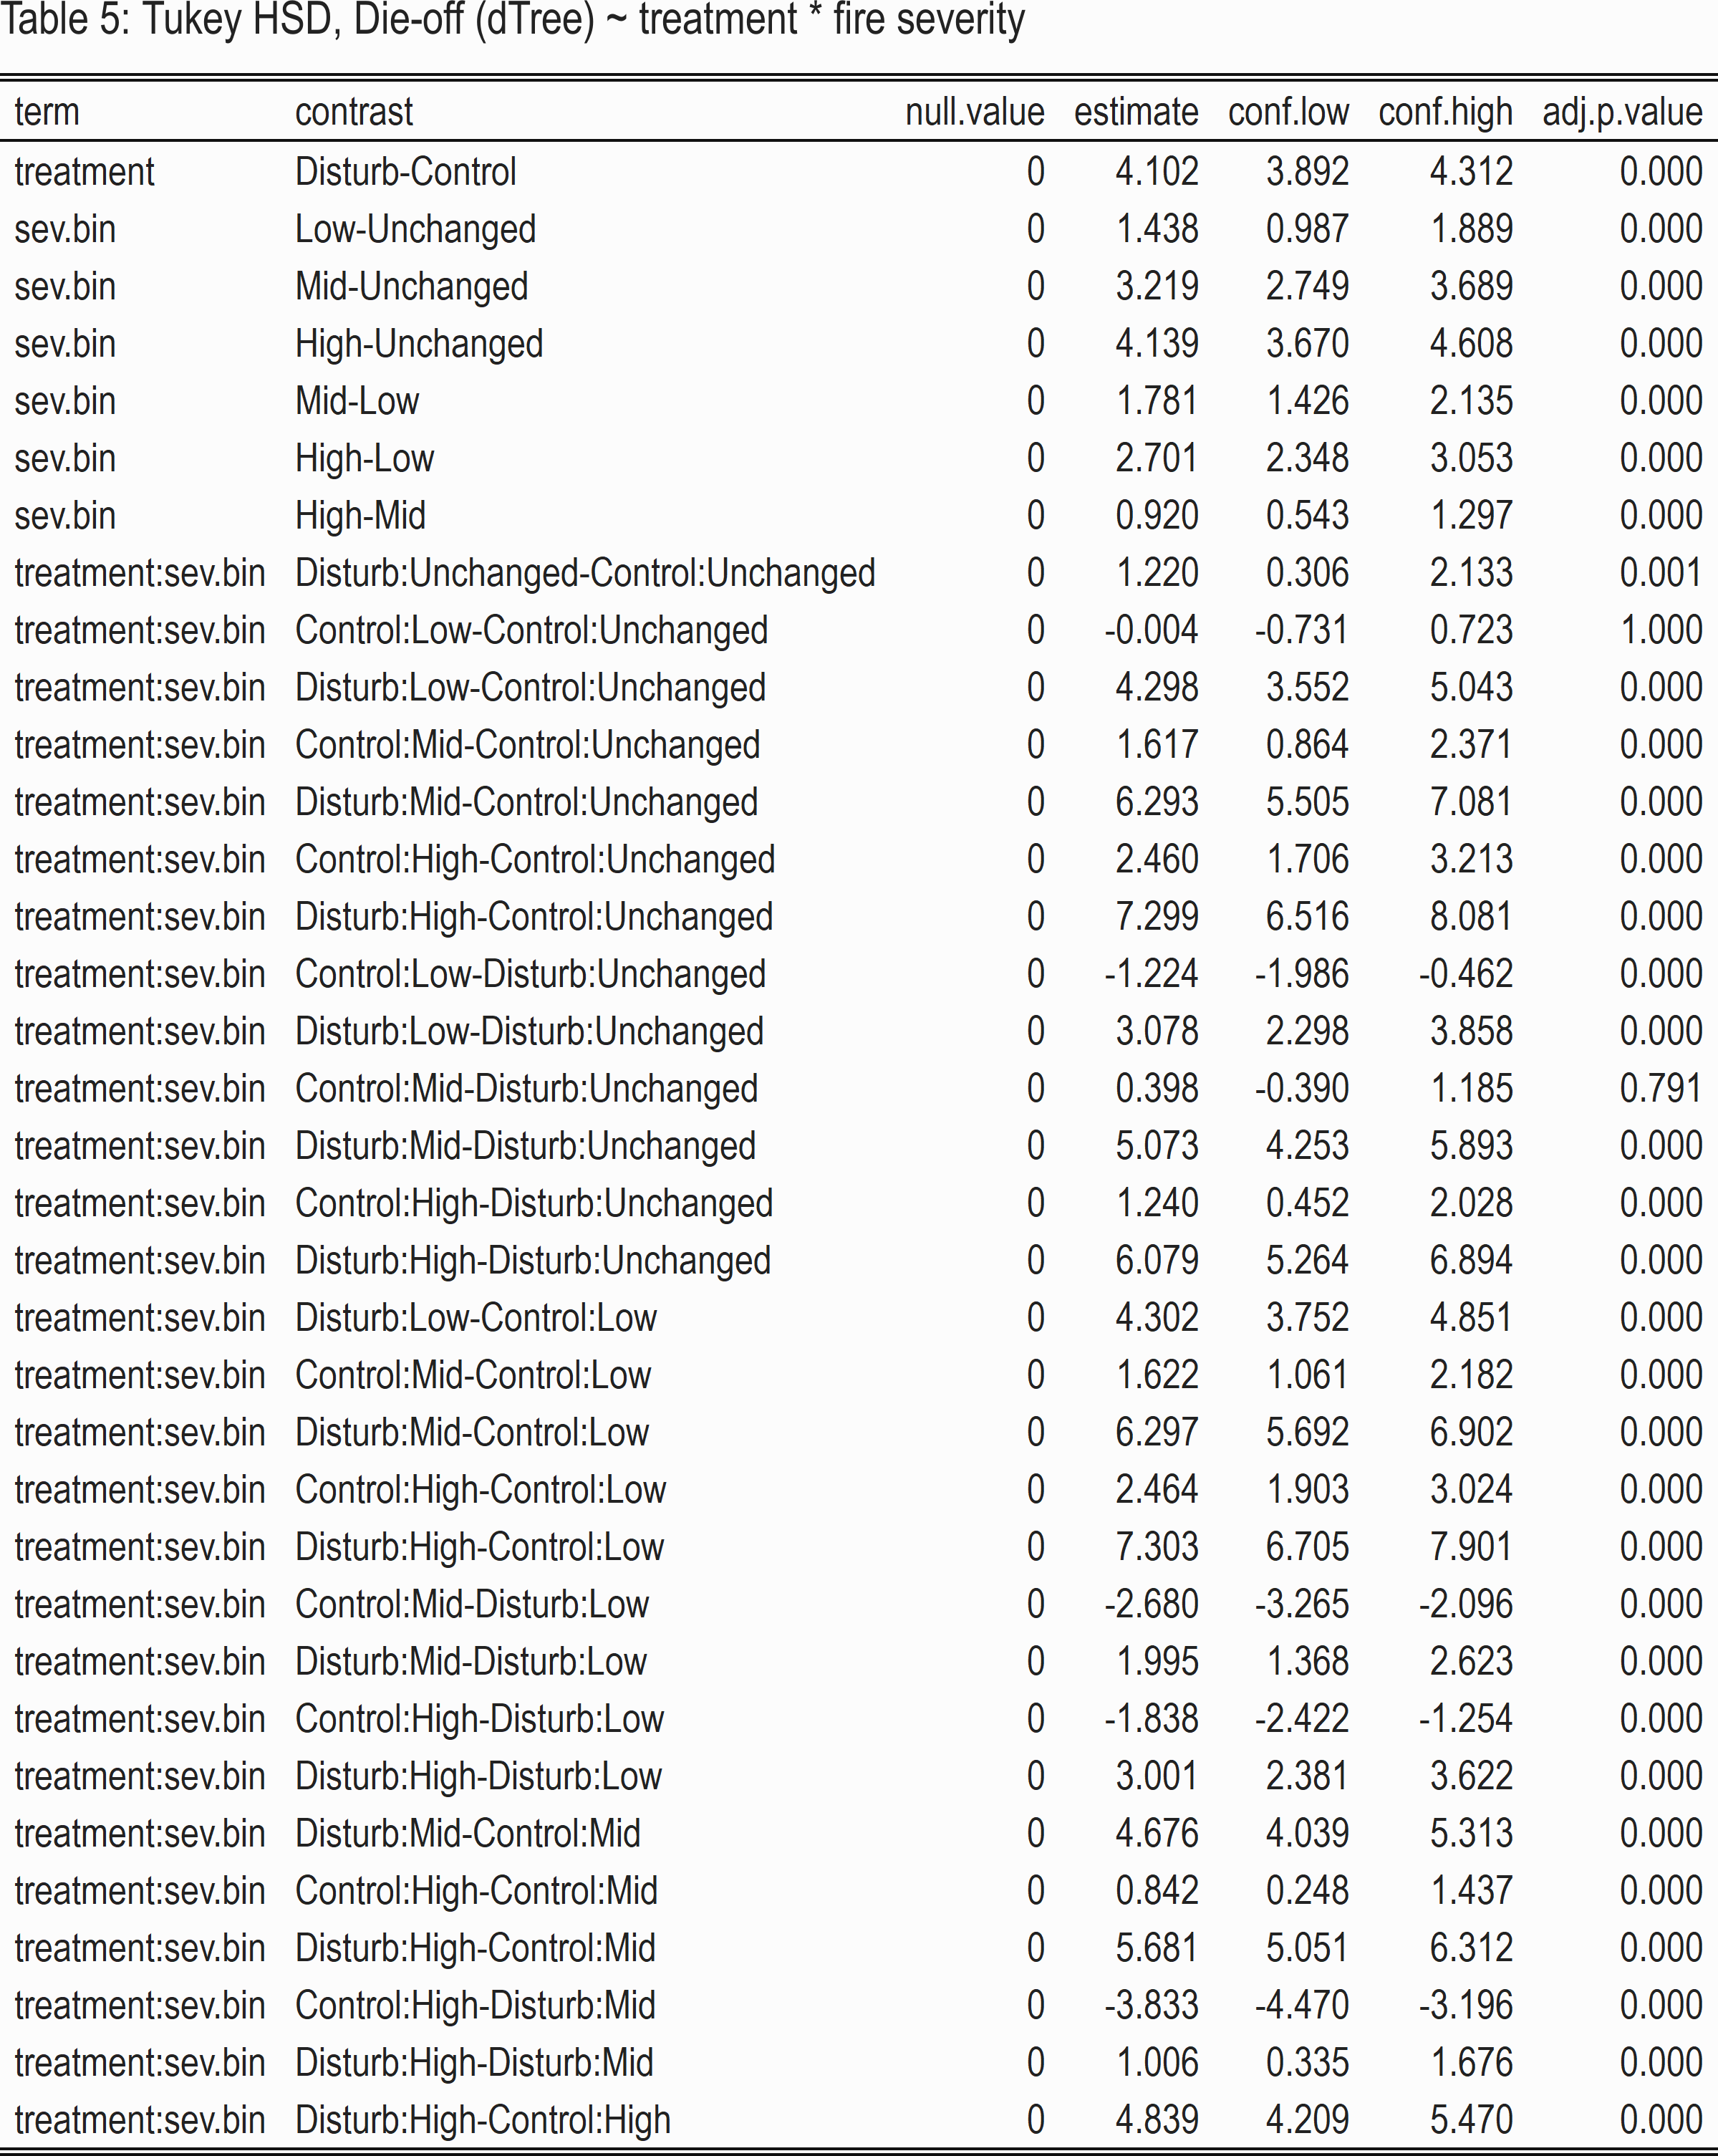 Table 5: Tukey HSD, Die-off (dTree) ~ treatment * fire severity
term contrast null.value estimate conf.low conf.high adj.p.value
treatment Disturb-Control 0 4.102 3.892 4.312 0.000
sev.bin Low-Unchanged 0 1.438 0.987 1.889 0.000
sev.bin Mid-Unchanged 0 3.219 2.749 3.689 0.000
sev.bin High-Unchanged 0 4.139 3.670 4.608 0.000
sev.bin Mid-Low 0 1.781 1.426 2.135 0.000
sev.bin High-Low 0 2.701 2.348 3.053 0.000
sev.bin High-Mid 0 0.920 0.543 1.297 0.000
treatment:sev.bin Disturb:Unchanged-Control:Unchanged 0 1.220 0.306 2.133 0.001
treatment:sev.bin Control:Low-Control:Unchanged 0 -0.004 -0.731 0.723 1.000
treatment:sev.bin Disturb:Low-Control:Unchanged 0 4.298 3.552 5.043 0.000
treatment:sev.bin Control:Mid-Control:Unchanged 0 1.617 0.864 2.371 0.000
treatment:sev.bin Disturb:Mid-Control:Unchanged 0 6.293 5.505 7.081 0.000
treatment:sev.bin Control:High-Control:Unchanged 0 2.460 1.706 3.213 0.000
treatment:sev.bin Disturb:High-Control:Unchanged 0 7.299 6.516 8.081 0.000
treatment:sev.bin Control:Low-Disturb:Unchanged 0 -1.224 -1.986 -0.462 0.000
treatment:sev.bin Disturb:Low-Disturb:Unchanged 0 3.078 2.298 3.858 0.000
treatment:sev.bin Control:Mid-Disturb:Unchanged 0 0.398 -0.390 1.185 0.791
treatment:sev.bin Disturb:Mid-Disturb:Unchanged 0 5.073 4.253 5.893 0.000
treatment:sev.bin Control:High-Disturb:Unchanged 0 1.240 0.452 2.028 0.000
treatment:sev.bin Disturb:High-Disturb:Unchanged 0 6.079 5.264 6.894 0.000
treatment:sev.bin Disturb:Low-Control:Low 0 4.302 3.752 4.851 0.000
treatment:sev.bin Control:Mid-Control:Low 0 1.622 1.061 2.182 0.000
treatment:sev.bin Disturb:Mid-Control:Low 0 6.297 5.692 6.902 0.000
treatment:sev.bin Control:High-Control:Low 0 2.464 1.903 3.024 0.000
treatment:sev.bin Disturb:High-Control:Low 0 7.303 6.705 7.901 0.000
treatment:sev.bin Control:Mid-Disturb:Low 0 -2.680 -3.265 -2.096 0.000
treatment:sev.bin Disturb:Mid-Disturb:Low 0 1.995 1.368 2.623 0.000
treatment:sev.bin Control:High-Disturb:Low 0 -1.838 -2.422 -1.254 0.000
treatment:sev.bin Disturb:High-Disturb:Low 0 3.001 2.381 3.622 0.000
treatment:sev.bin Disturb:Mid-Control:Mid 0 4.676 4.039 5.313 0.000
treatment:sev.bin Control:High-Control:Mid 0 0.842 0.248 1.437 0.000
treatment:sev.bin Disturb:High-Control:Mid 0 5.681 5.051 6.312 0.000
treatment:sev.bin Control:High-Disturb:Mid 0 -3.833 -4.470 -3.196 0.000
treatment:sev.bin Disturb:High-Disturb:Mid 0 1.006 0.335 1.676 0.000
treatment:sev.bin Disturb:High-Control:High 0 4.839 4.209 5.470 0.000